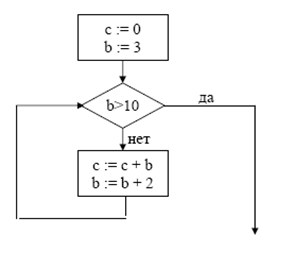 c := 0
b := 3
b>10
да
нет
c := c + b
b := b + 2